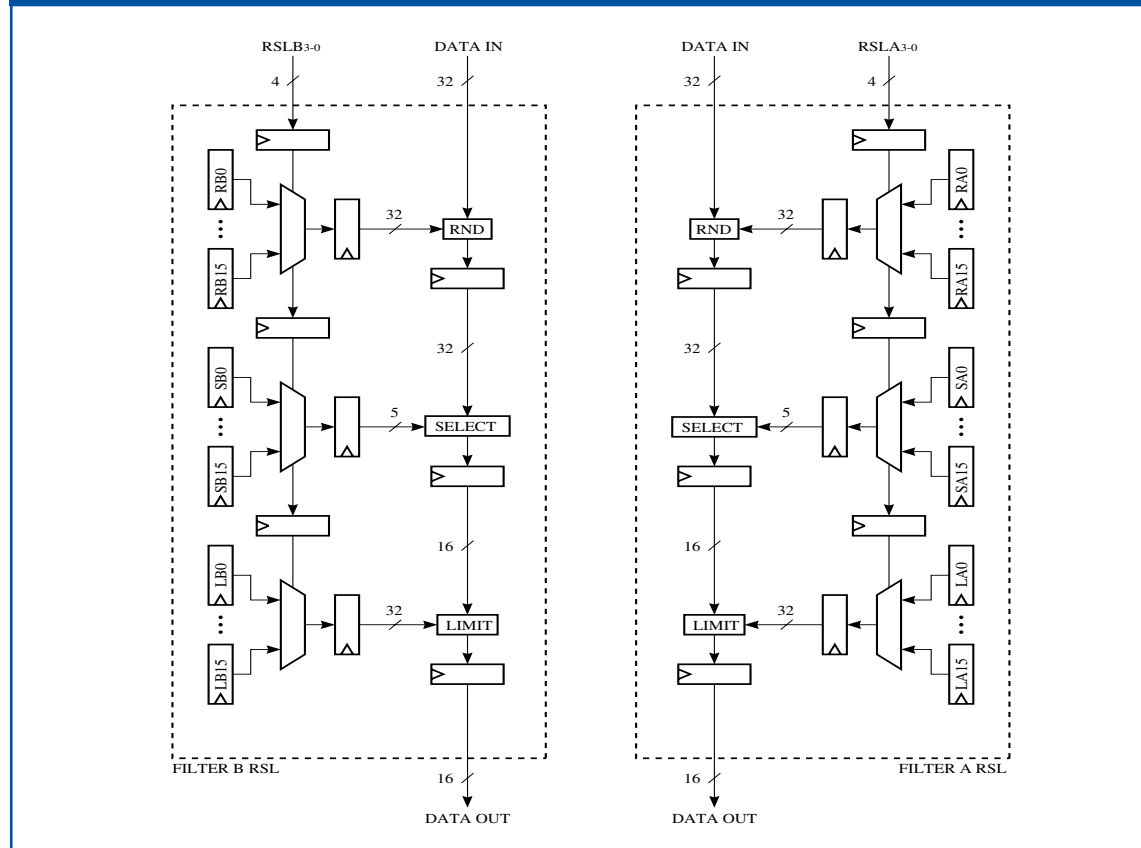 RSLB3-0
DATA IN
4
32
RB0
RB15
32
RND
32
SB0
SB15
5
SELECT
16
LB0
LB15
32
LIMIT
FILTER B RSL
16
DATA OUT
DATA IN
RSLA3-0
32
4
RND
32
RA0
RA15
32
SELECT
5
SA0
SA15
16
LIMIT
32
LA0
LA15
FILTER A RSL
16
DATA OUT